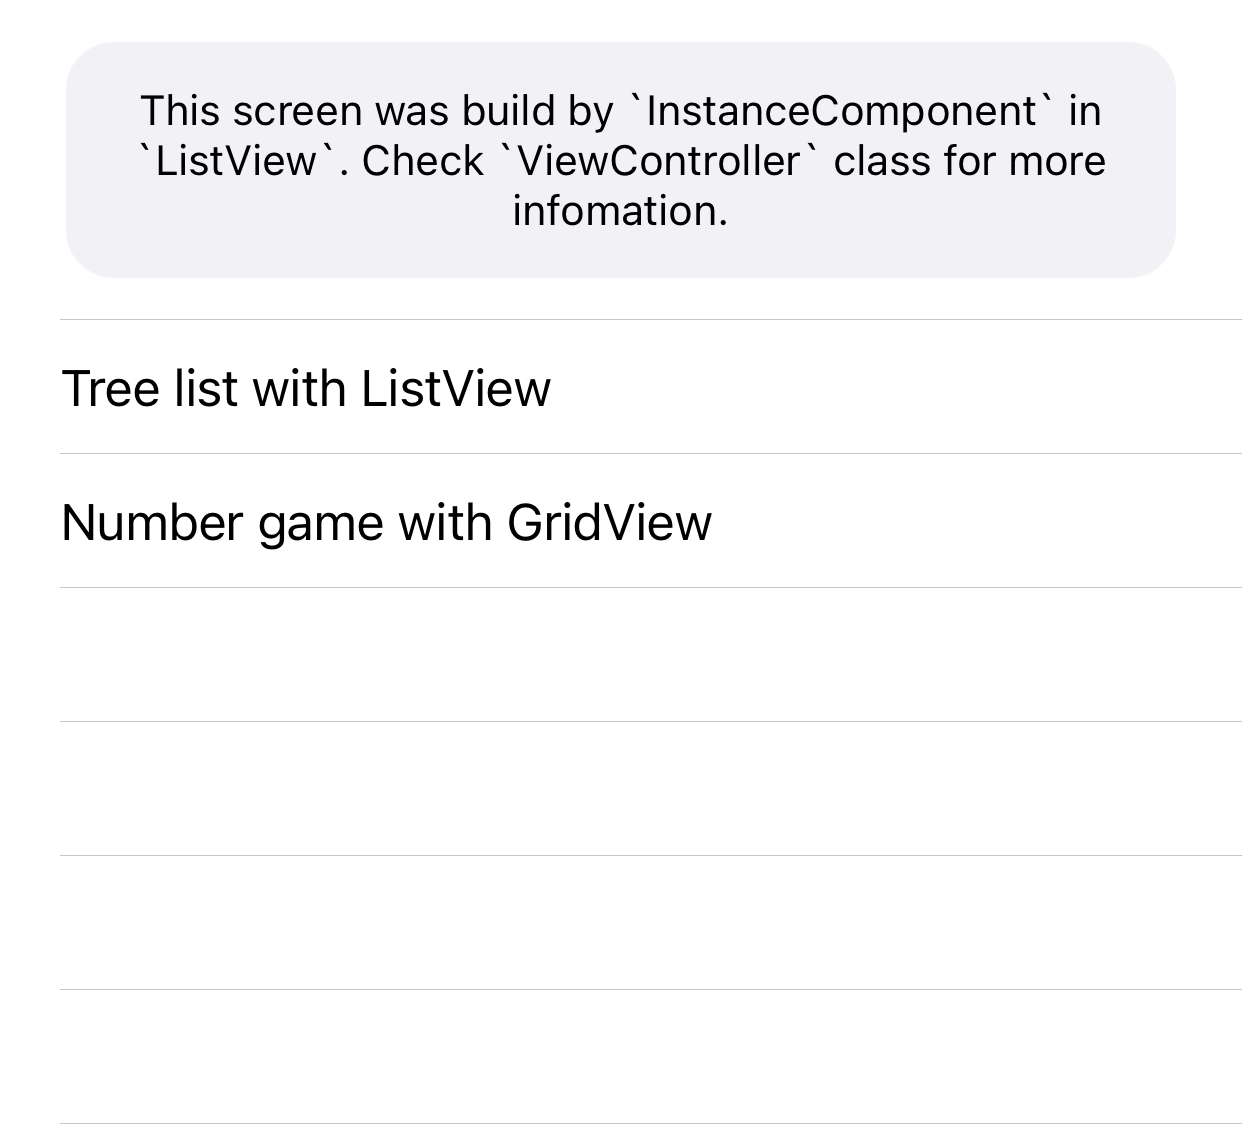 This screen was build by `InstanceComponent` in
`ListView`. Check `ViewController` class for more
infomation.
Tree list with ListView
Number game with GridView